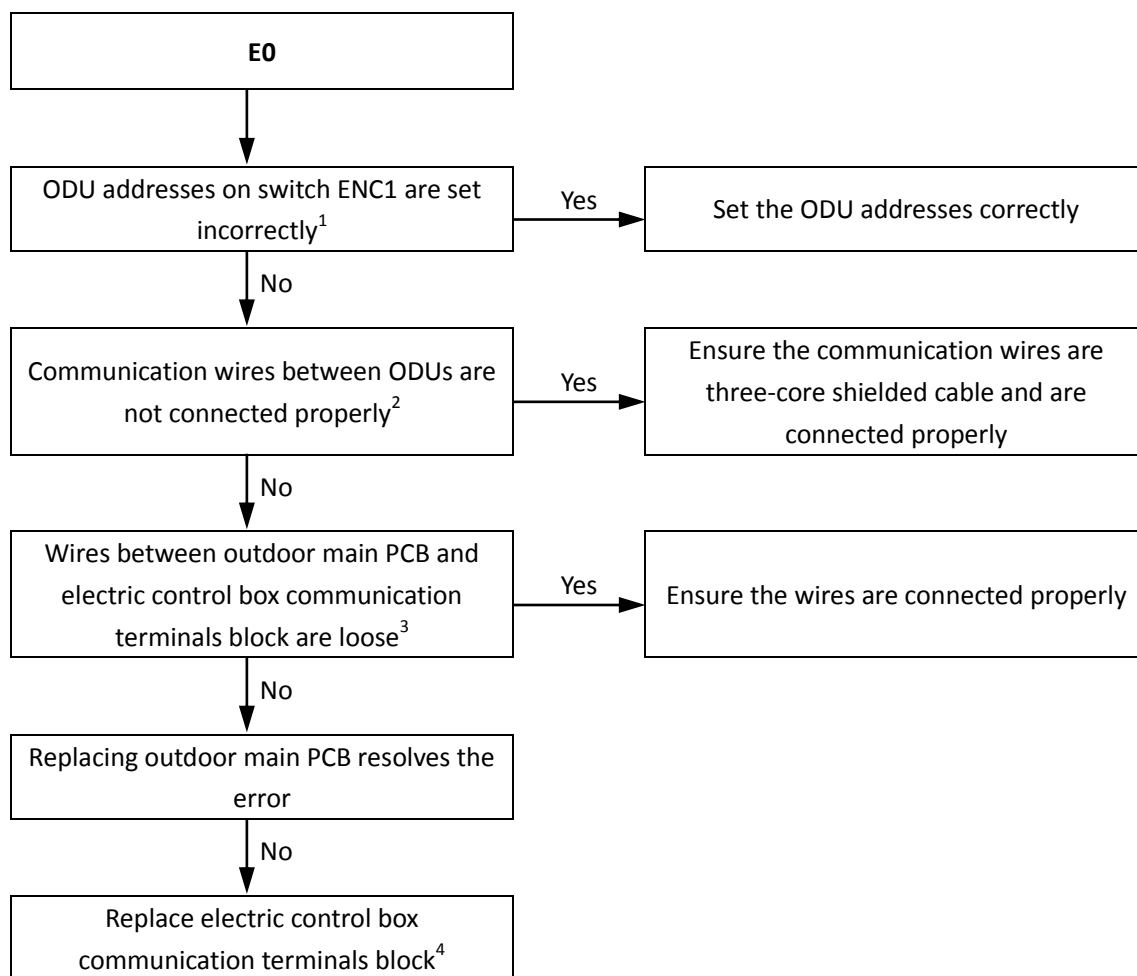 E0
ODU addresses on switch ENC1 are set
incorrectly¹
Yes
Set the ODU addresses correctly
No
Communication wires between ODUs are
not connected properly²
Yes
Ensure the communication wires are
three-core shielded cable and are
connected properly
No
Wires between outdoor main PCB and
electric control box communication
terminals block are loose³
Yes
Ensure the wires are connected properly
No
Replacing outdoor main PCB resolves the
error
No
Replace electric control box
communication terminals block⁴